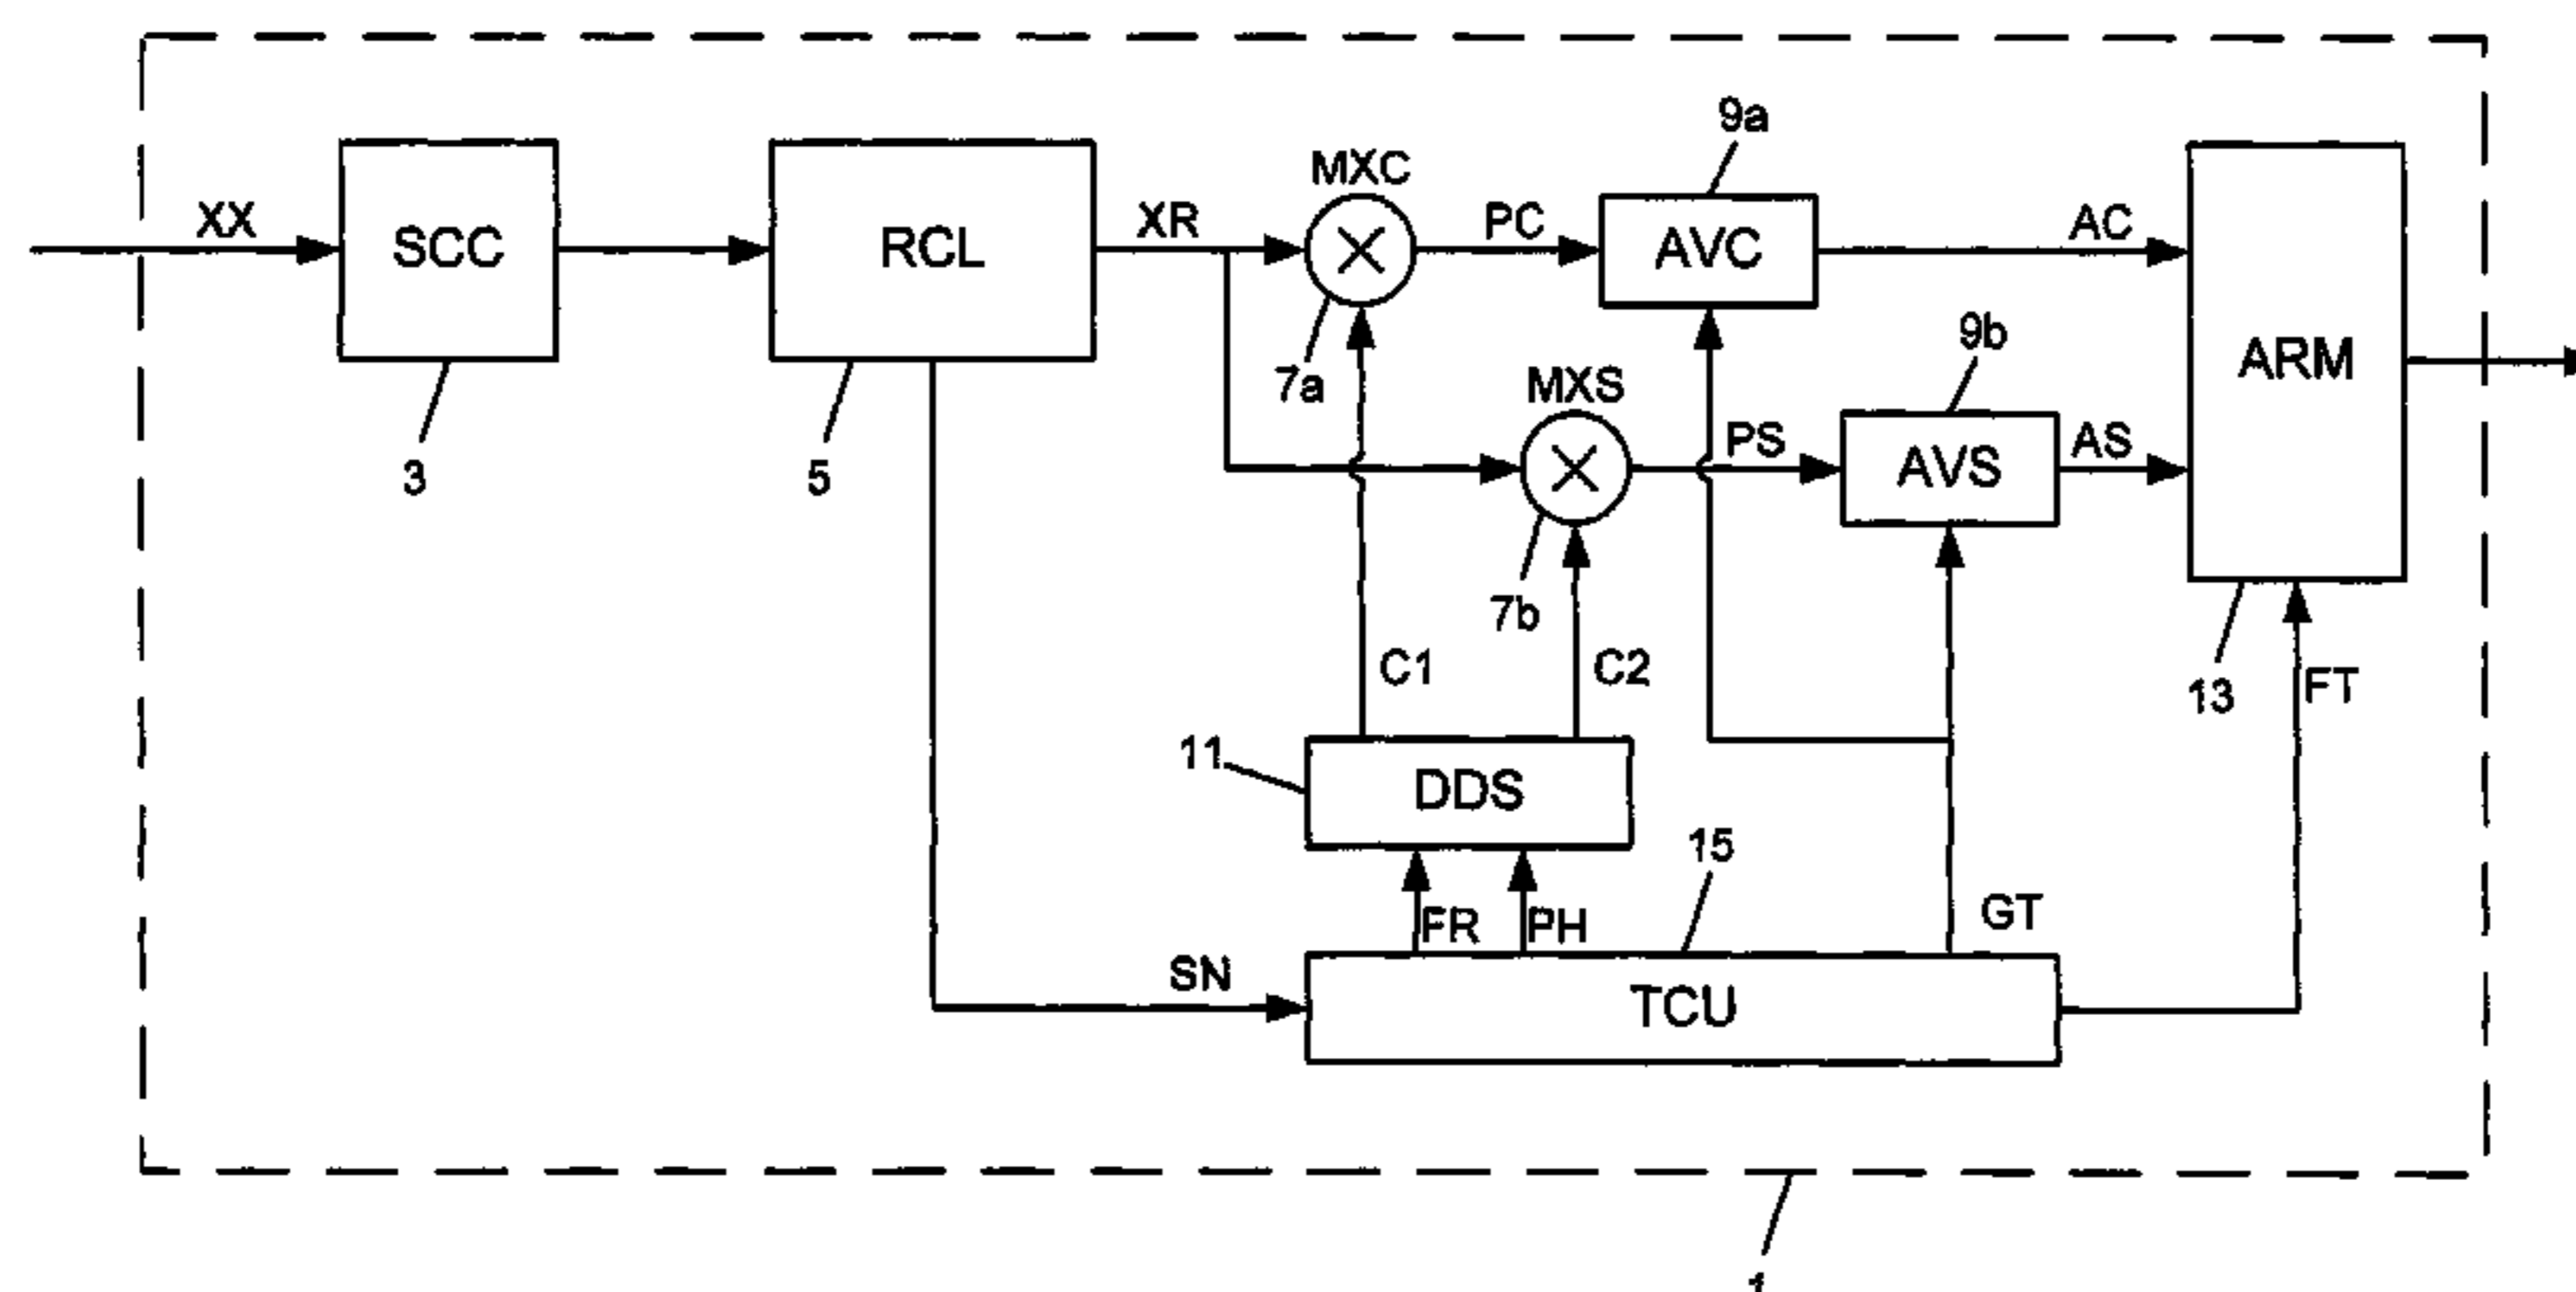 9a
MXC
XX
SCC
RCL
XR
PC
AVC
AC
9b
7a
MXS
ARM
3
5
PS
AVS
AS
7b
C1
C2
13
FT
11
DDS
15
FR
PH
GT
SN
TCU
1